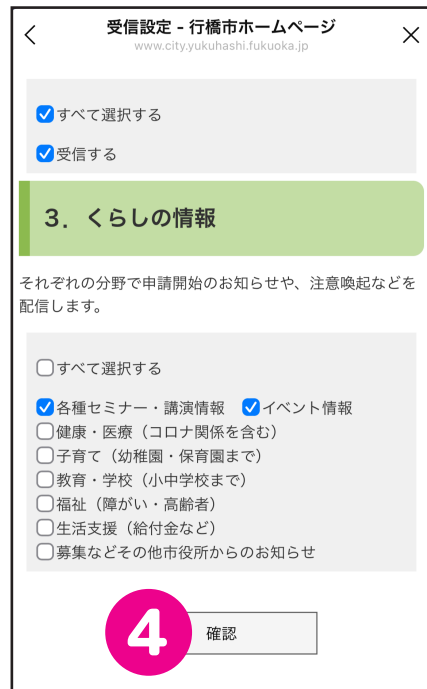 受信設定 - 行橋市ホームページ
www.city.yukuhashi.fukuoka.jp
すべて選択する
受信する
3．くらしの情報
それぞれの分野で申請開始のお知らせや、注意喚起などを
配信します。
すべて選択する
各種セミナー・講演情報 イベント情報
健康・医療（コロナ関係を含む）
子育て（幼稚園・保育園まで）
教育・学校（小中学校まで）
福祉（障がい・高齢者）
生活支援（給付金など）
募集などその他市役所からのお知らせ
4 確認